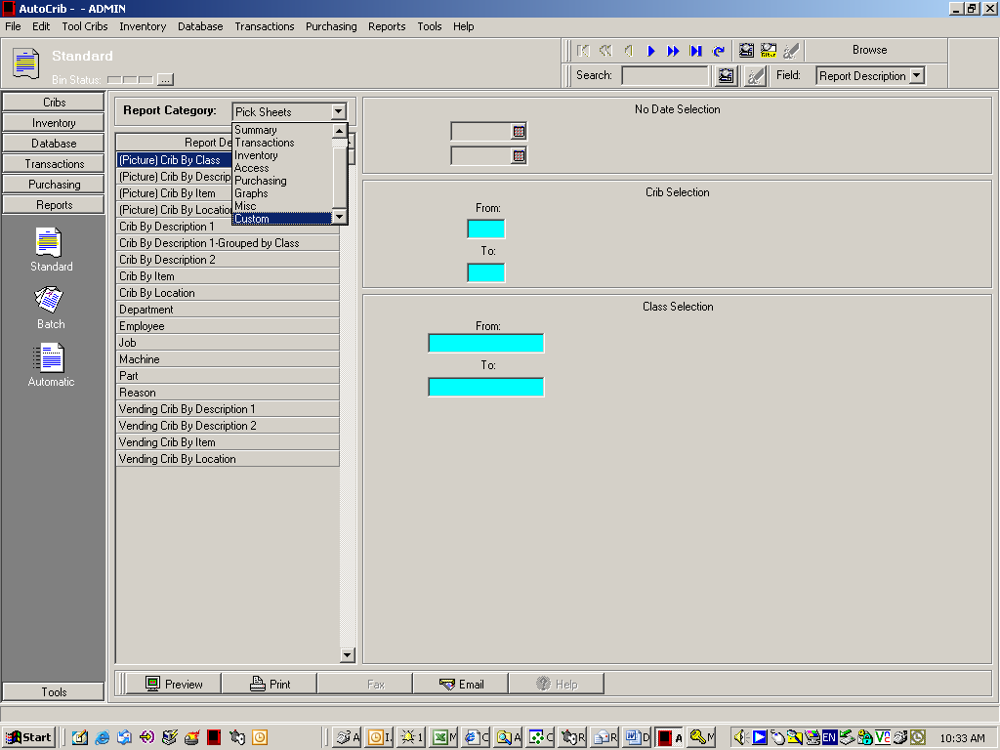 AutoCrib - - ADMIN
File Edit Tool Cribs Inventory Database Transactions Purchasing Reports Tools Help
Standard
Bin Status: ...
Browse
Search: Field: Report Description
Cribs
Inventory
Database
Transactions
Purchasing
Reports
Standard
Batch
Automatic
Tools
Report Category: Pick Sheets
Summary
Transactions
Inventory
Access
Purchasing
Graphs
Misc
Custom
Report De
(Picture) Crib By Class
(Picture) Crib By Descrip
(Picture) Crib By Item
(Picture) Crib By Locatio
Crib By Description 1
Crib By Description 1-Grouped by Class
Crib By Description 2
Crib By Item
Crib By Location
Department
Employee
Job
Machine
Part
Reason
Vending Crib By Description 1
Vending Crib By Description 2
Vending Crib By Item
Vending Crib By Location
No Date Selection
Crib Selection
From:
To:
Class Selection
From:
To:
Preview Print Fax Email Help
Start A I. 1 M C A C R R D A M EN 10:33 AM